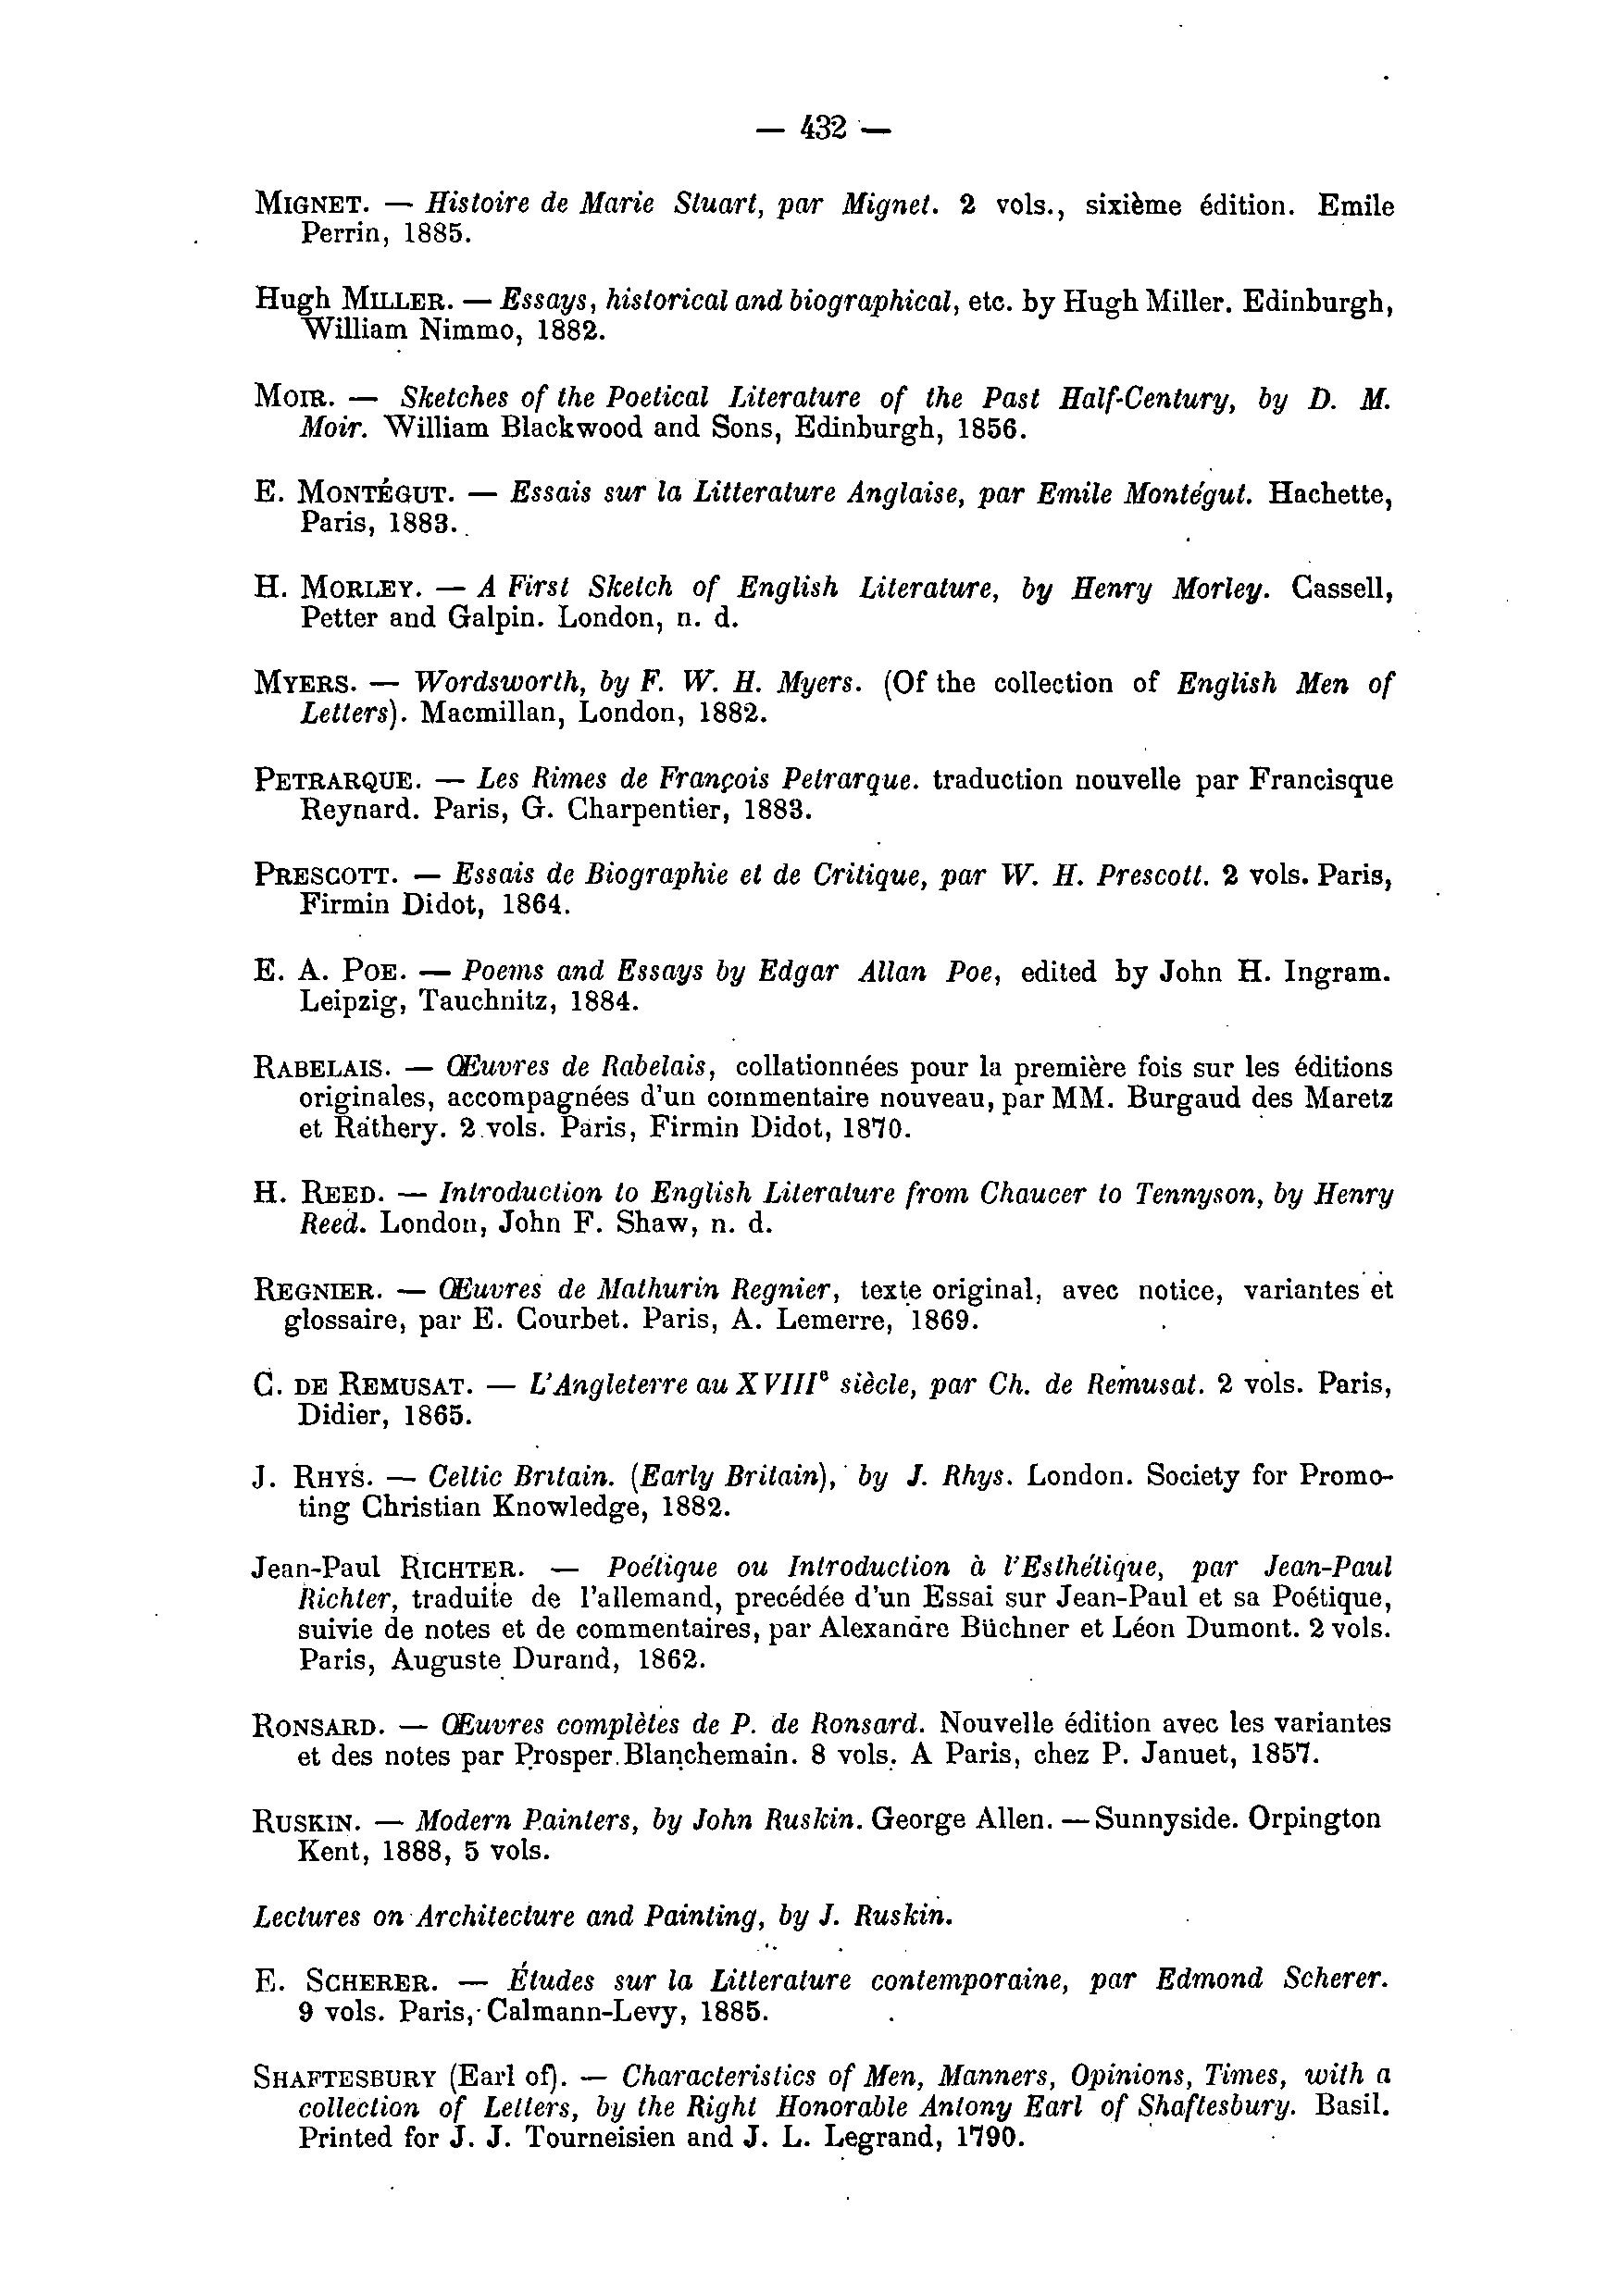 — 432 —
MIGNET. — Histoire de Marie Stuart, par Mignet. 2 vols., sixième édition. Emile
Perrin, 1885.
Hugh MILLER. — Essays, historical and biographical, etc. by Hugh Miller. Edinburgh,
William Nimmo, 1882.
MOIR. — Sketches of the Poetical Literature of the Past Half-Century, by D. M.
Moir. William Blackwood and Sons, Edinburgh, 1856.
E. MONTÉGUT. — Essais sur la Litterature Anglaise, par Emile Montégut. Hachette,
Paris, 1883.
H. MORLEY. — A First Sketch of English Literature, by Henry Morley. Cassell,
Petter and Galpin. London, n. d.
MYERS. — Wordsworth, by F. W. H. Myers. (Of the collection of English Men of
Letters). Macmillan, London, 1882.
PETRARQUE. — Les Rimes de François Petrarque. traduction nouvelle par Francisque
Reynard. Paris, G. Charpentier, 1883.
PRESCOTT. — Essais de Biographie et de Critique, par W. H. Prescott. 2 vols. Paris,
Firmin Didot, 1864.
E. A. POE. — Poems and Essays by Edgar Allan Poe, edited by John H. Ingram.
Leipzig, Tauchnitz, 1884.
RABELAIS. — Œuvres de Rabelais, collationnées pour la première fois sur les éditions
originales, accompagnées d'un commentaire nouveau, par MM. Burgaud des Maretz
et Rathery. 2 vols. Paris, Firmin Didot, 1870.
H. REED. — Introduction to English Literature from Chaucer to Tennyson, by Henry
Reed. London, John F. Shaw, n. d.
REGNIER. — Œuvres de Mathurin Regnier, texte original, avec notice, variantes et
glossaire, par E. Courbet. Paris, A. Lemerre, 1869.
C. DE REMUSAT. — L'Angleterre au XVIIIe siècle, par Ch. de Remusat. 2 vols. Paris,
Didier, 1865.
J. RHYS. — Celtic Britain. (Early Britain), by J. Rhys. London. Society for Promo-
ting Christian Knowledge, 1882.
Jean-Paul RICHTER. — Poétique ou Introduction à l'Esthétique, par Jean-Paul
Richter, traduite de l'allemand, precédée d'un Essai sur Jean-Paul et sa Poétique,
suivie de notes et de commentaires, par Alexandre Büchner et Léon Dumont. 2 vols.
Paris, Auguste Durand, 1862.
RONSARD. — Œuvres complètes de P. de Ronsard. Nouvelle édition avec les variantes
et des notes par Prosper Blanchemain. 8 vols. A Paris, chez P. Januet, 1857.
RUSKIN. — Modern Painters, by John Ruskin. George Allen. — Sunnyside. Orpington
Kent, 1888, 5 vols.
Lectures on Architecture and Painting, by J. Ruskin.
E. SCHERER. — Études sur la Litterature contemporaine, par Edmond Scherer.
9 vols. Paris, Calmann-Levy, 1885.
SHAFTESBURY (Earl of). — Characteristics of Men, Manners, Opinions, Times, with a
collection of Letters, by the Right Honorable Antony Earl of Shaftesbury. Basil.
Printed for J. J. Tourneisien and J. L. Legrand, 1790.